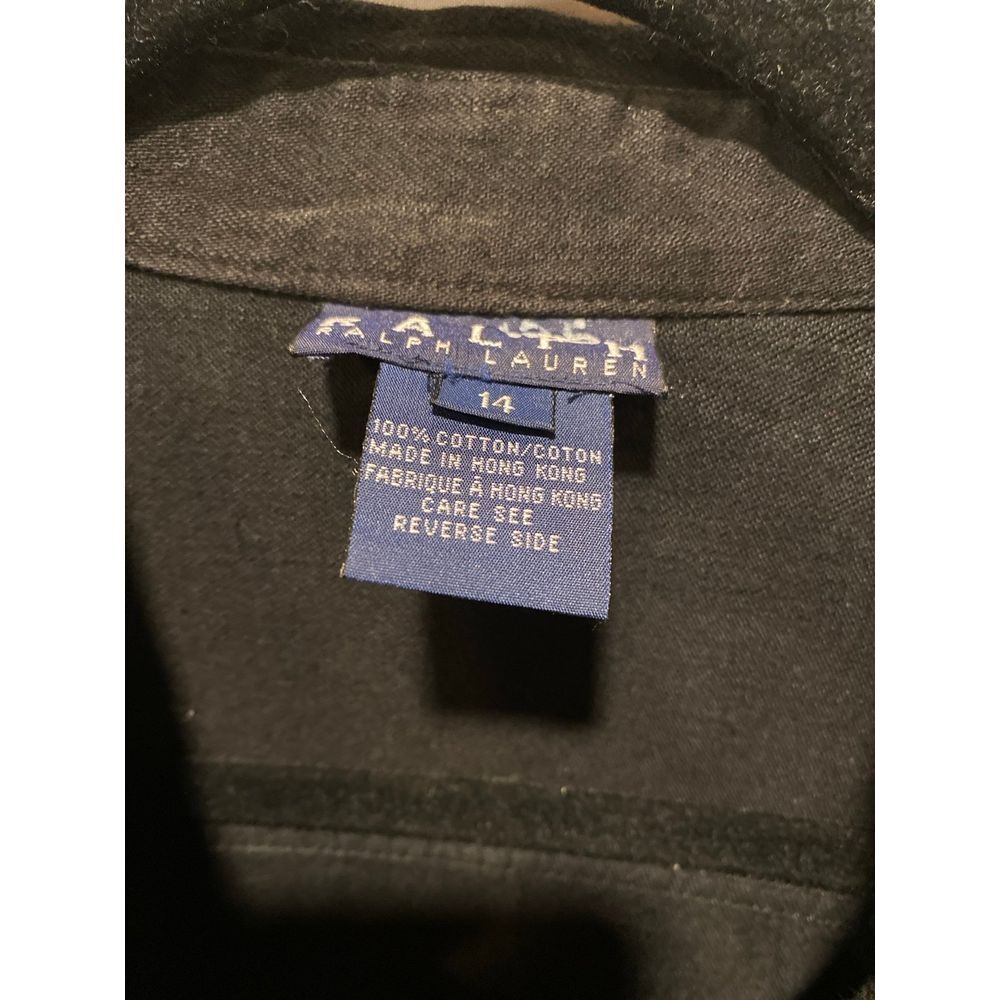 RALPH
RALPH LAUREN
14
100% COTTON/COTON
MADE IN HONG KONG
FABRIQUE À HONG KONG
CARE SEE
REVERSE SIDE